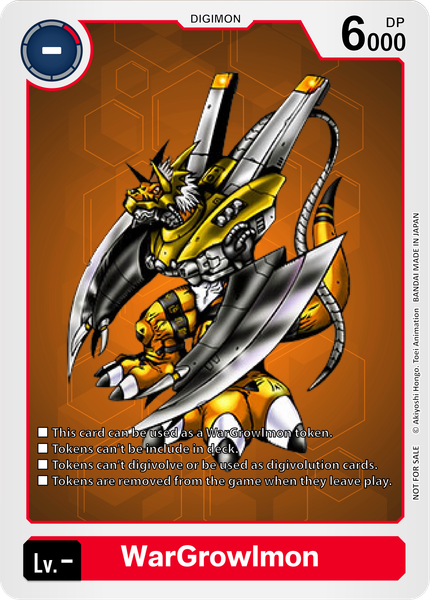 DIGIMON
–
DP
6000
■ This card can be used as a WarGrowlmon token.
■ Tokens can't be include in deck.
■ Tokens can't digivolve or be used as digivolution cards.
■ Tokens are removed from the game when they leave play.
NOT FOR SALE © Akiyoshi Hongo. Toei Animation BANDAI MADE IN JAPAN
Lv.–
WarGrowlmon